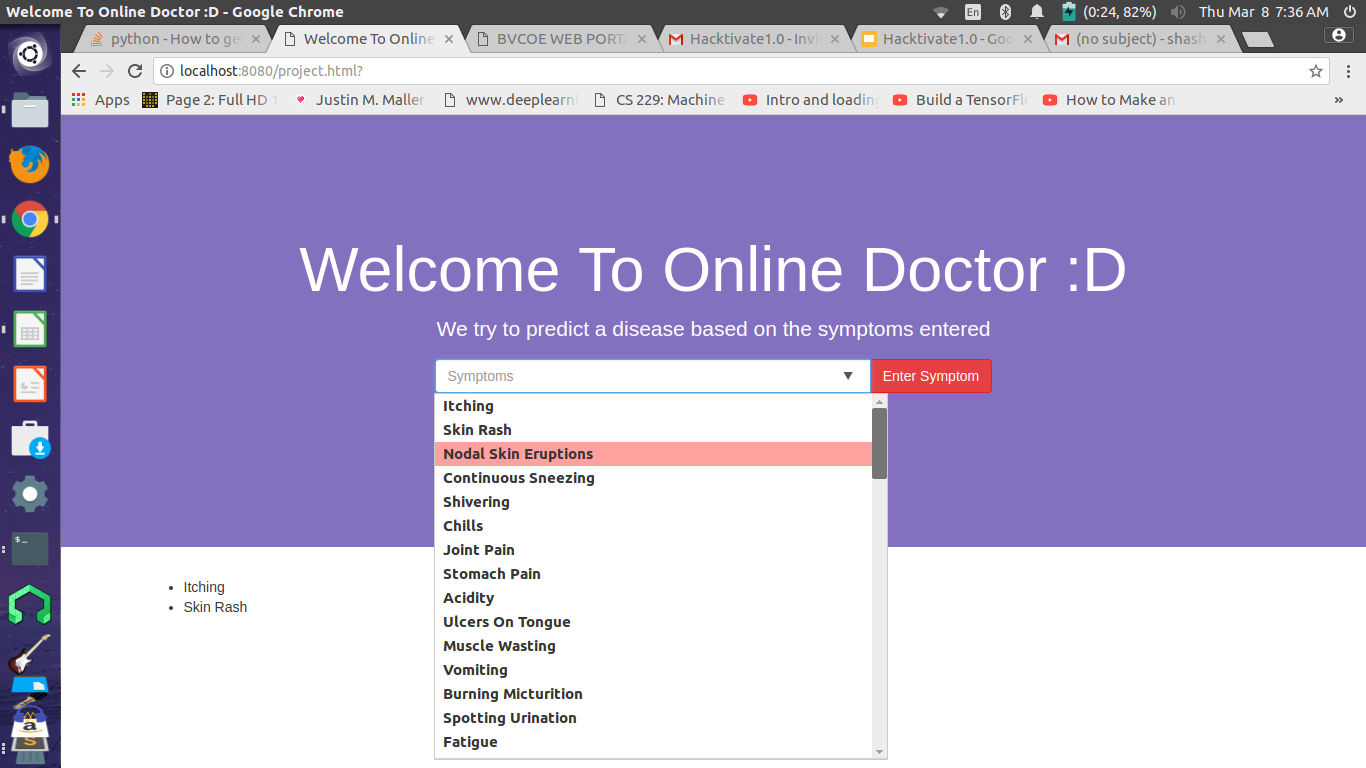 Welcome To Online Doctor :D - Google Chrome
En (0:24, 82%) Thu Mar 8 7:36 AM
python - How to ge
Welcome To Online
BVCOE WEB PORTA
Hacktivate1.0 - Invi
Hacktivate1.0 - Goo
(no subject) - shash
localhost:8080/project.html?
Apps
Page 2: Full HD
Justin M. Maller
www.deeplearni
CS 229: Machine
Intro and loading
Build a TensorFl
How to Make an
»
Welcome To Online Doctor :D
We try to predict a disease based on the symptoms entered
Symptoms
Enter Symptom
Itching
Skin Rash
Nodal Skin Eruptions
Continuous Sneezing
Shivering
Chills
Joint Pain
Stomach Pain
Acidity
Ulcers On Tongue
Muscle Wasting
Vomiting
Burning Micturition
Spotting Urination
Fatigue
• Itching
• Skin Rash